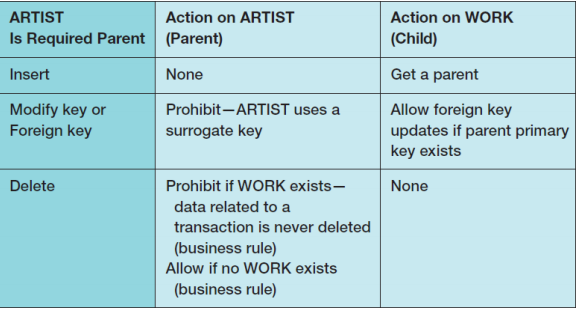 ARTIST
Is Required Parent
Action on ARTIST
(Parent)
Action on WORK
(Child)
Insert
None
Get a parent
Modify key or
Foreign key
Prohibit—ARTIST uses a
surrogate key
Allow foreign key
updates if parent primary
key exists
Delete
Prohibit if WORK exists—
data related to a
transaction is never deleted
(business rule)
Allow if no WORK exists
(business rule)
None